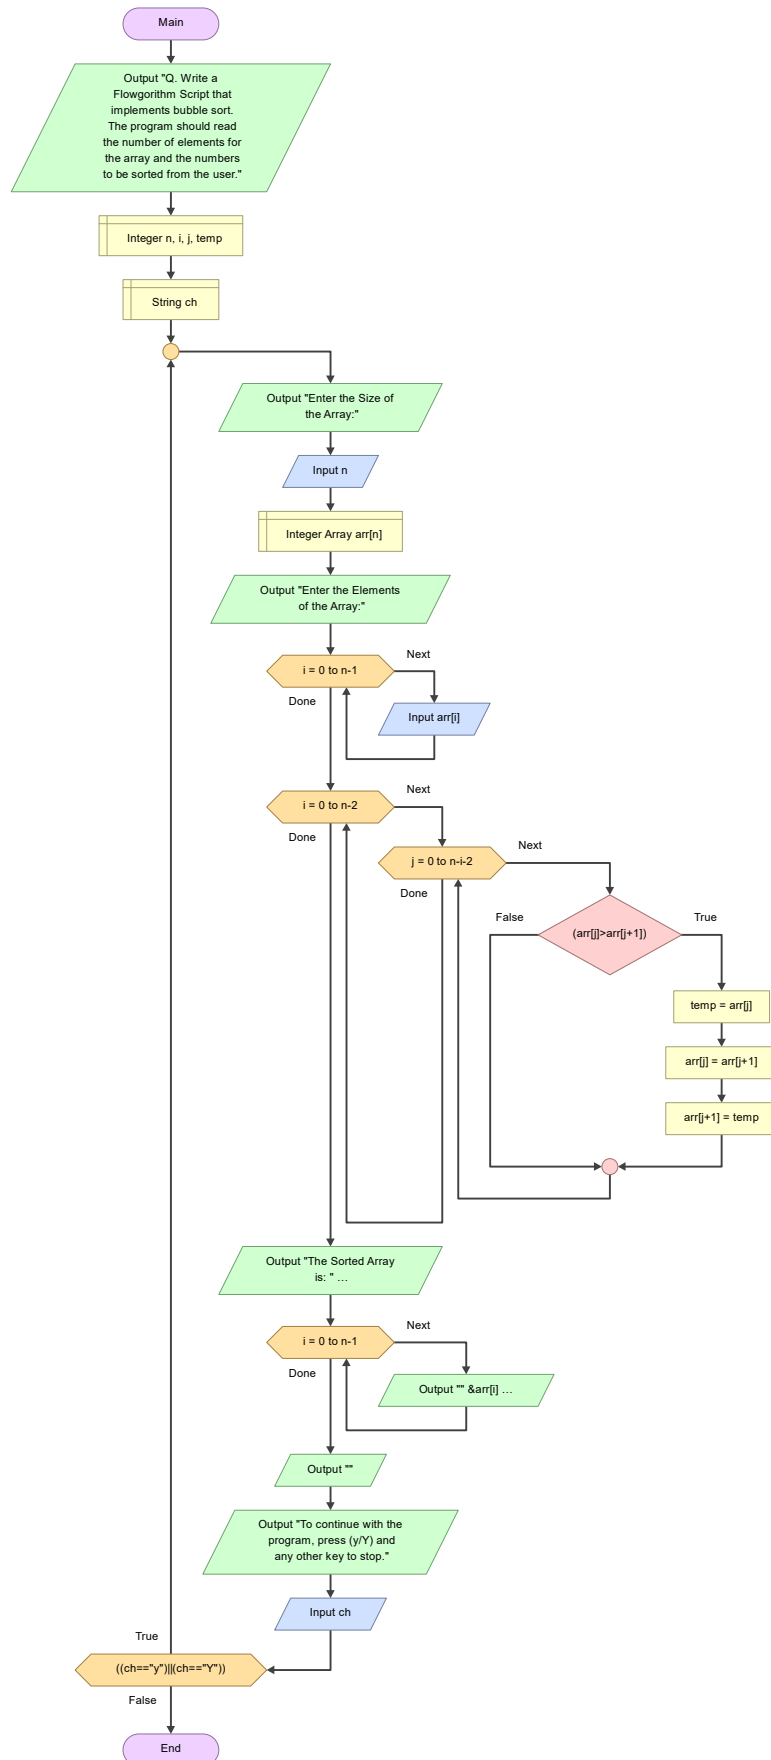 Main
Output "Q. Write a
Flowgorithm Script that
implements bubble sort.
The program should read
the number of elements for
the array and the numbers
to be sorted from the user."
Integer n, i, j, temp
String ch
Output "Enter the Size of
the Array:"
Input n
Integer Array arr[n]
Output "Enter the Elements
of the Array:"
i = 0 to n-1
Next
Done
Input arr[i]
i = 0 to n-2
Next
Done
j = 0 to n-i-2
Next
Done
False
True
(arr[j]>arr[j+1])
temp = arr[j]
arr[j] = arr[j+1]
arr[j+1] = temp
Output "The Sorted Array
is: " ...
i = 0 to n-1
Next
Done
Output "" &arr[i] ...
Output ""
Output "To continue with the
program, press (y/Y) and
any other key to stop."
Input ch
True
((ch=="y")||(ch=="Y"))
False
End